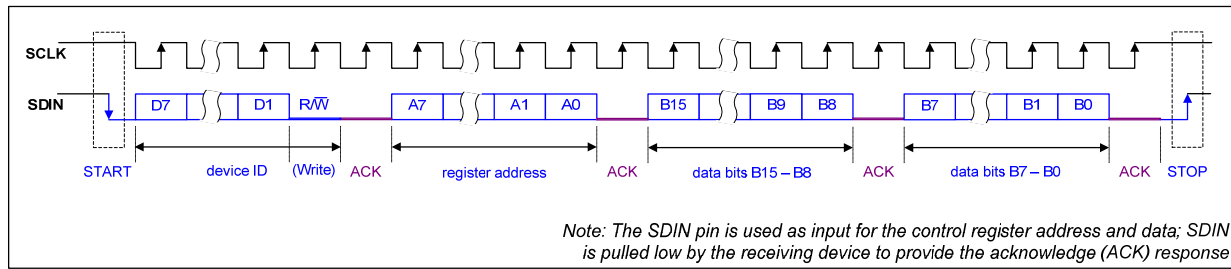 SCLK
SDIN
D7 D1 R/W̅ A7 A1 A0 B15 B9 B8 B7 B1 B0
START device ID (Write) ACK register address ACK data bits B15 – B8 ACK data bits B7 – B0 ACK STOP
Note: The SDIN pin is used as input for the control register address and data; SDIN
is pulled low by the receiving device to provide the acknowledge (ACK) response